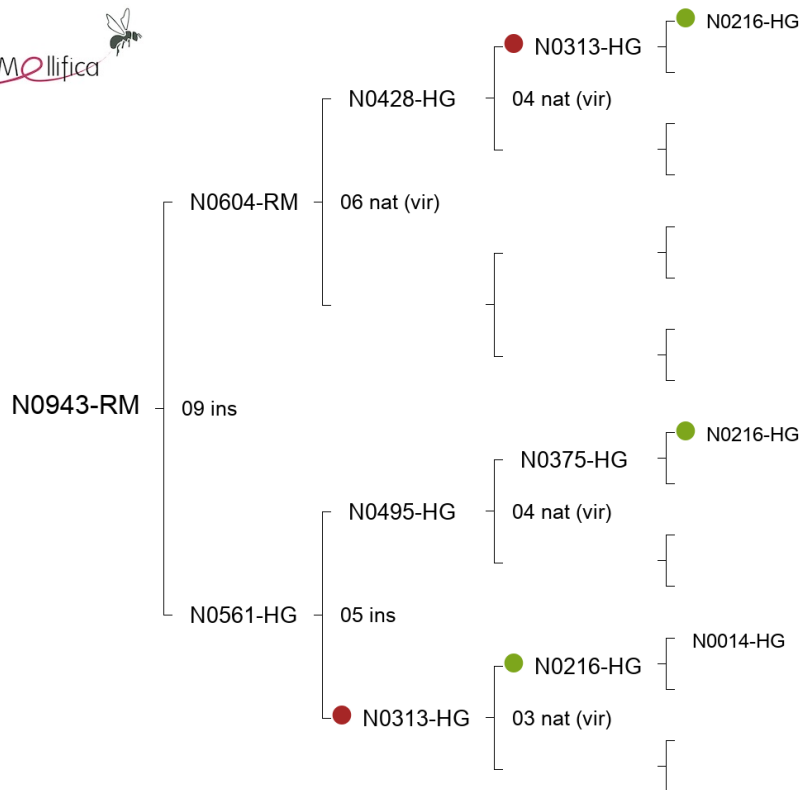 Mellifica
N0216-HG
N0313-HG
N0428-HG
04 nat (vir)
N0604-RM
06 nat (vir)
N0943-RM
09 ins
N0216-HG
N0375-HG
N0495-HG
04 nat (vir)
N0561-HG
05 ins
N0014-HG
N0216-HG
N0313-HG
03 nat (vir)